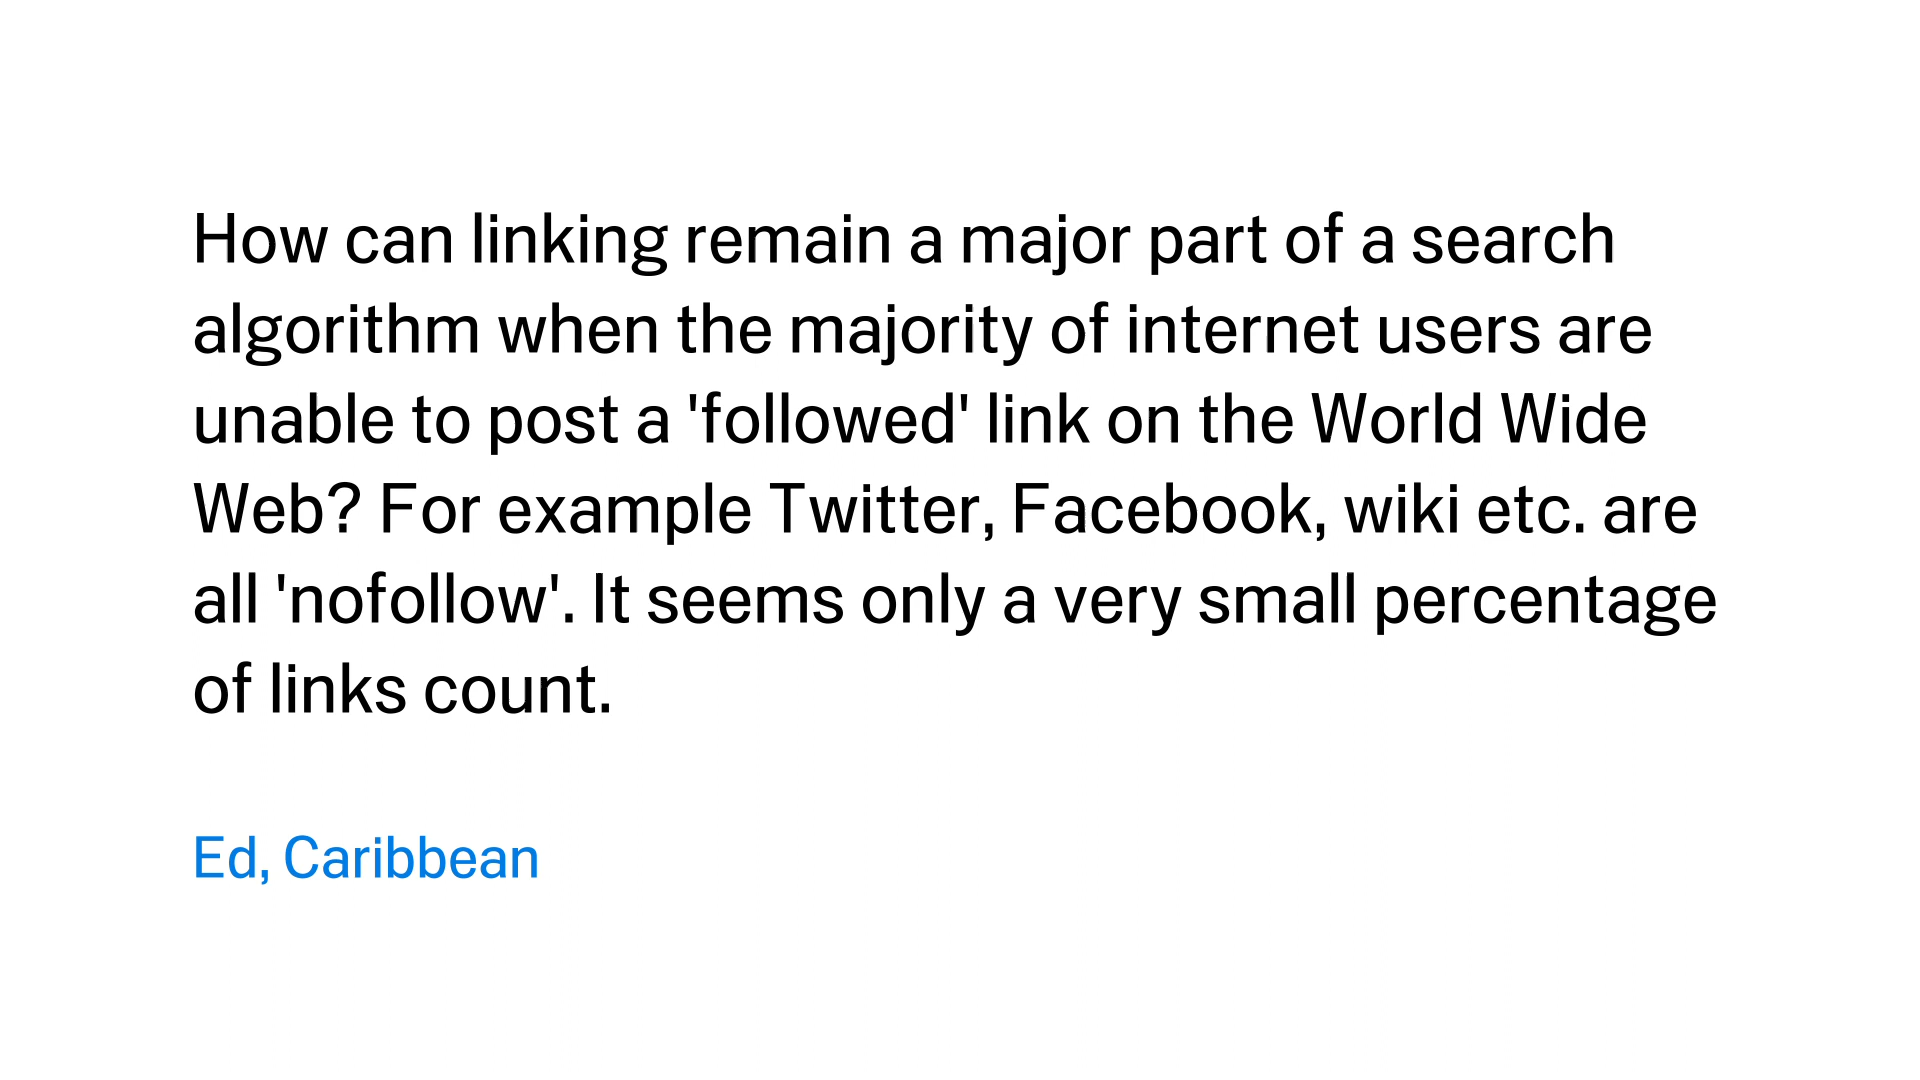 How can linking remain a major part of a search
algorithm when the majority of internet users are
unable to post a 'followed' link on the World Wide
Web? For example Twitter, Facebook, wiki etc. are
all 'nofollow'. It seems only a very small percentage
of links count.
Ed, Caribbean